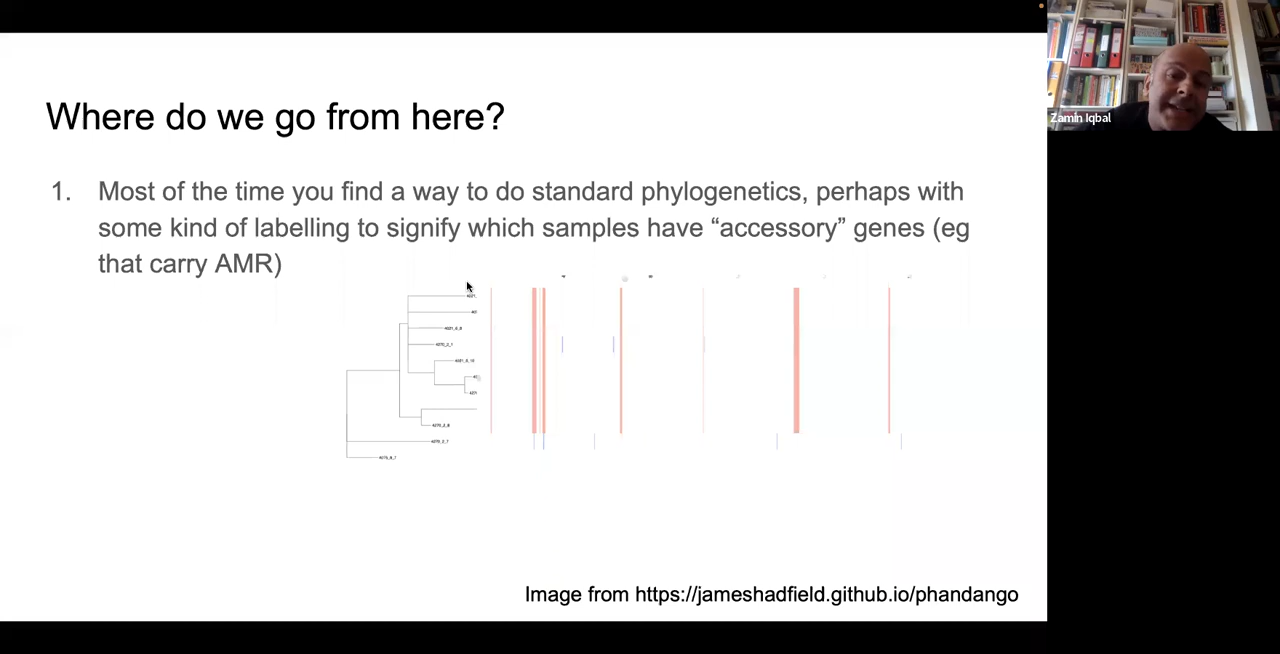 Where do we go from here?
Zamin Iqbal
1. Most of the time you find a way to do standard phylogenetics, perhaps with
some kind of labelling to signify which samples have “accessory” genes (eg
that carry AMR)
Image from https://jameshadfield.github.io/phandango